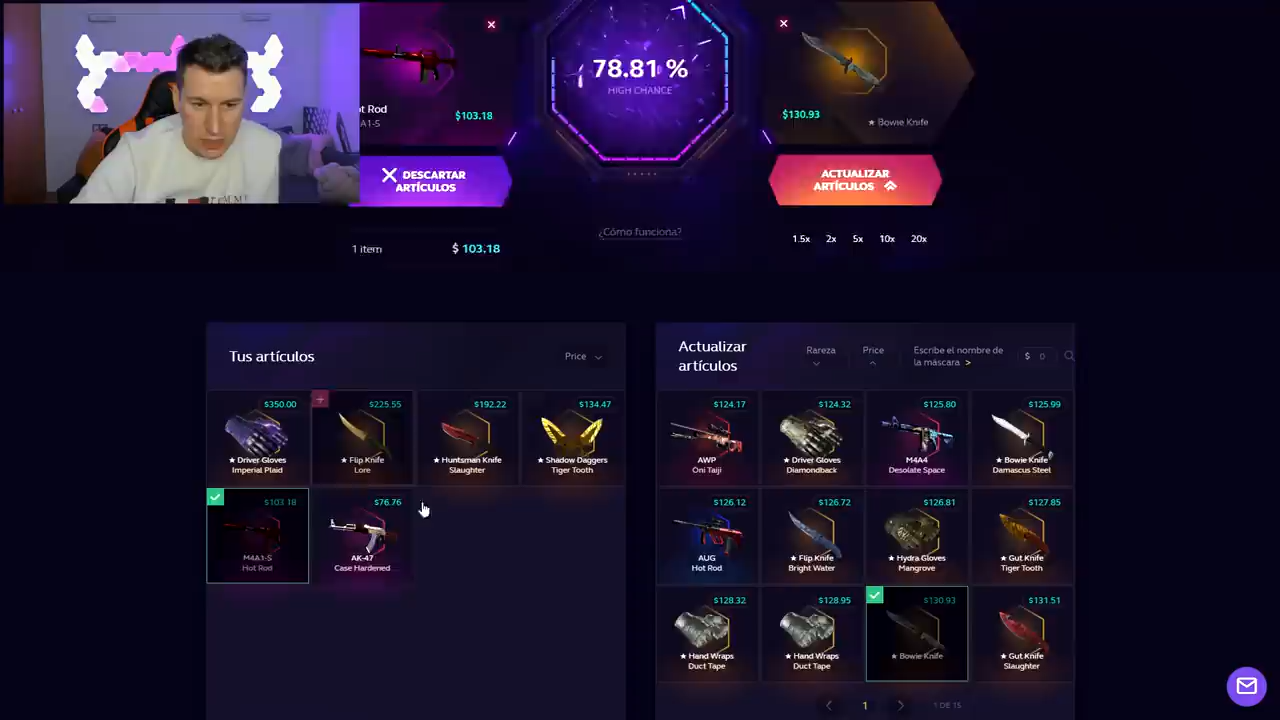 78.81 %
HIGH CHANCE
ot Rod
A1-S
$103.18
$130.93
★ Bowie Knife
DESCARTAR
ARTÍCULOS
ACTUALIZAR
ARTÍCULOS
1 item
$ 103.18
¿Cómo funciona?
1.5x 2x 5x 10x 20x
Tus artículos
Price
Actualizar
artículos
Rareza
Price
Escribe el nombre de
la máscara >
$ 0
$350.00
★ Driver Gloves
Imperial Plaid
$225.55
★ Flip Knife
Lore
$192.22
★ Huntsman Knife
Slaughter
$134.47
★ Shadow Daggers
Tiger Tooth
$103.18
M4A1-S
Hot Rod
$76.76
AK-47
Case Hardened
$124.17
AWP
Oni Taiji
$124.32
★ Driver Gloves
Diamondback
$125.80
M4A4
Desolate Space
$125.99
★ Bowie Knife
Damascus Steel
$126.12
AUG
Hot Rod
$126.72
★ Flip Knife
Bright Water
$126.81
★ Hydra Gloves
Mangrove
$127.85
★ Gut Knife
Tiger Tooth
$128.32
★ Hand Wraps
Duct Tape
$128.95
★ Hand Wraps
Duct Tape
$130.93
★ Bowie Knife
$131.51
★ Gut Knife
Slaughter
1
1 DE 15